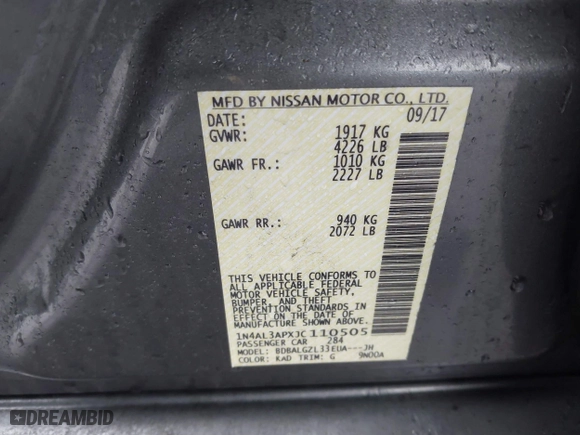 MFD BY NISSAN MOTOR CO., LTD.
DATE: 09/17
GVWR: 1917 KG
4226 LB
GAWR FR.: 1010 KG
2227 LB
GAWR RR.: 940 KG
2072 LB
THIS VEHICLE CONFORMS TO
ALL APPLICABLE FEDERAL
MOTOR VEHICLE SAFETY,
BUMPER, AND THEFT
PREVENTION STANDARDS IN
EFFECT ON THE DATE OF
MANUFACTURE SHOWN ABOVE.
1N4AL3APXJC110505
PASSENGER CAR 284
MODEL: BDBALGZL33EUA---JH
COLOR: KAD TRIM: G 9N00A
DREAMBID